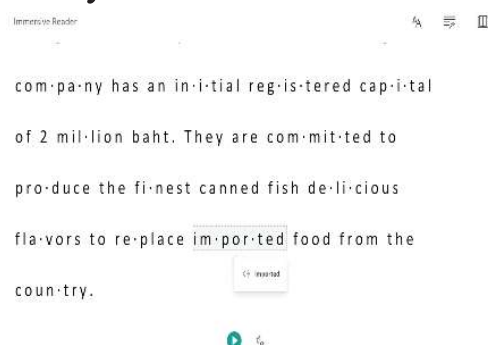 Immersive Reader
com·pa·ny has an in·i·tial reg·is·tered cap·i·tal
of 2 mil·lion baht. They are com·mit·ted to
pro·duce the fi·nest canned fish de·li·cious
fla·vors to re·place im·por·ted food from the
imported
coun·try.